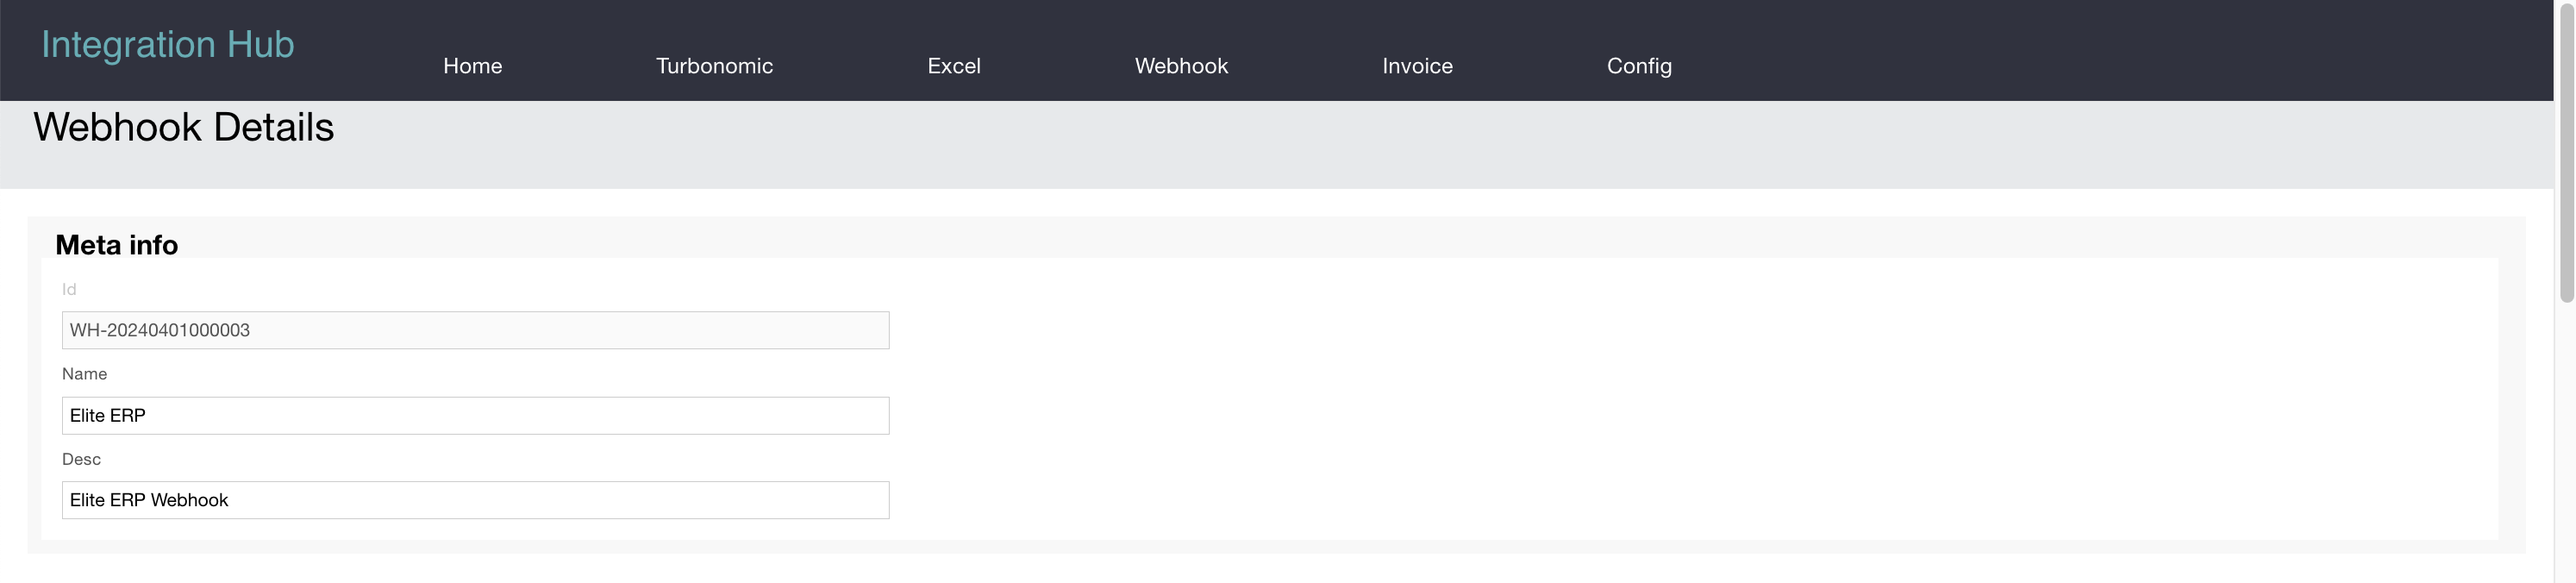 Integration Hub
Home Turbonomic Excel Webhook Invoice Config
Webhook Details
Meta info
Id
WH-20240401000003
Name
Elite ERP
Desc
Elite ERP Webhook